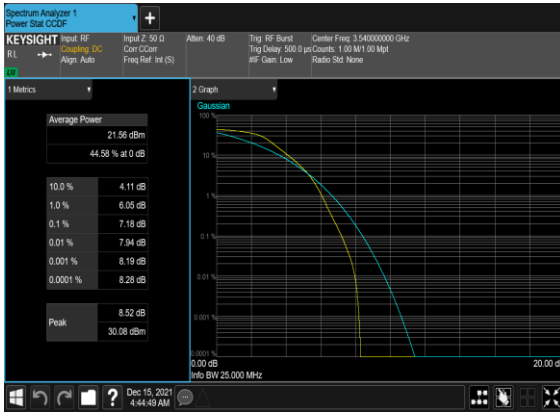 Spectrum Analyzer 1
Power Stat CCDF
+
KEYSIGHT
Input: RF
Input Z: 50 Ω
Atten: 40 dB
Trig: RF Burst
Center Freq: 3.540000000 GHz
RL
Coupling: DC
Corr CCorr
Trig Delay: 500.0 µs
Counts: 1.00 M/1.00 Mpt
Align: Auto
Freq Ref: Int (S)
#IF Gain: Low
Radio Std: None
1 Metrics
2 Graph
Gaussian
Average Power
21.56 dBm
44.58 % at 0 dB
10.0 % 4.11 dB
1.0 % 6.05 dB
0.1 % 7.18 dB
0.01 % 7.94 dB
0.001 % 8.19 dB
0.0001 % 8.28 dB
Peak
8.52 dB
30.08 dBm
100 %
10 %
1 %
0.1 %
0.01 %
0.001 %
0.0001 %
0.00 dB
20.00 d
Info BW 25.000 MHz
?
Dec 15, 2021
4:44:49 AM